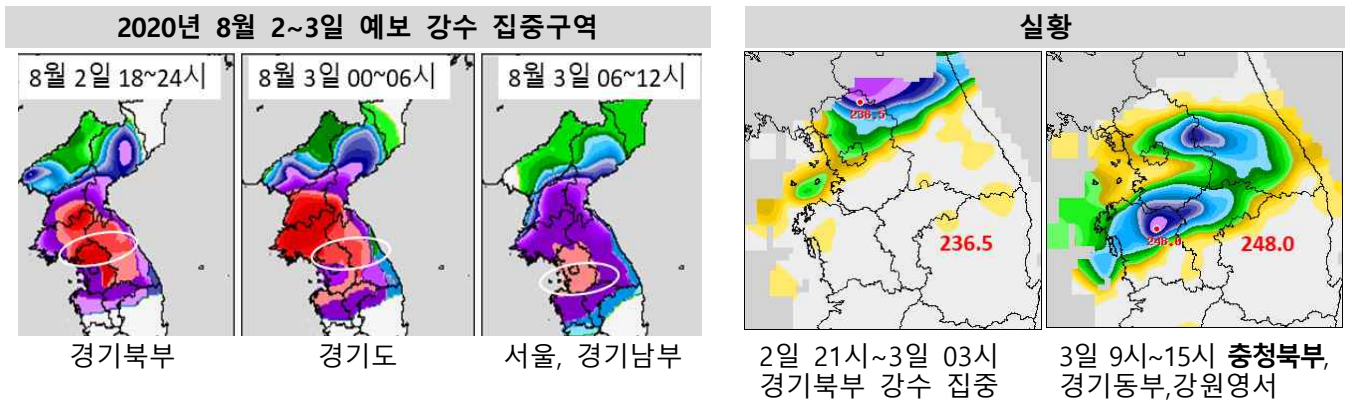 2020년 8월 2~3일 예보 강수 집중구역
8월 2일 18~24시
8월 3일 00~06시
8월 3일 06~12시
경기북부
경기도
서울, 경기남부
실황
236.5
236.5
2일 21시~3일 03시
경기북부 강수 집중
248.0
248.0
3일 9시~15시 충청북부,
경기동부,강원영서